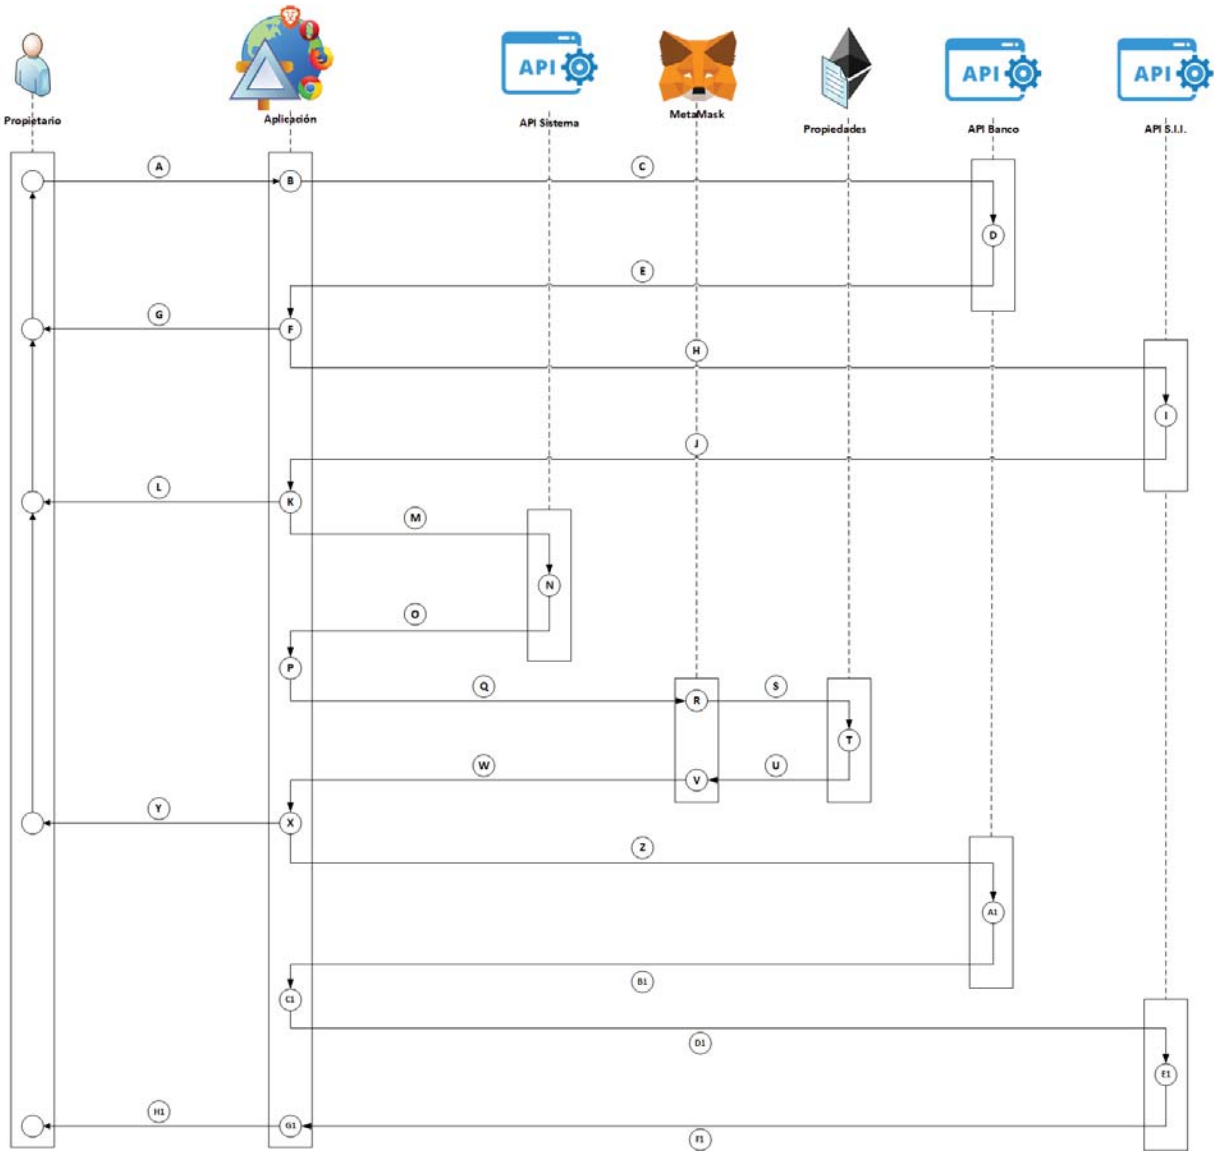 API
API
API
Propietario
Aplicación
API Sistema
MetaMask
Propiedades
API Banco
API S.I.I.
A
B
C
D
E
G
F
H
I
J
L
K
M
N
O
P
Q
R
S
T
W
V
U
Y
X
Z
A1
B1
C1
D1
E1
H1
G1
F1